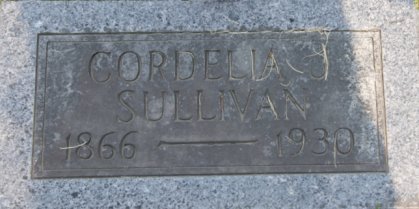 CORDELIA J
SULLIVAN
1866 — 1930